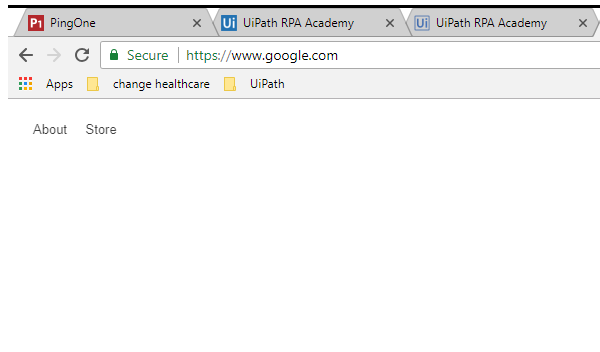 P1 PingOne Ui UiPath RPA Academy Ui UiPath RPA Academy
Secure https://www.google.com
Apps change healthcare UiPath
About Store